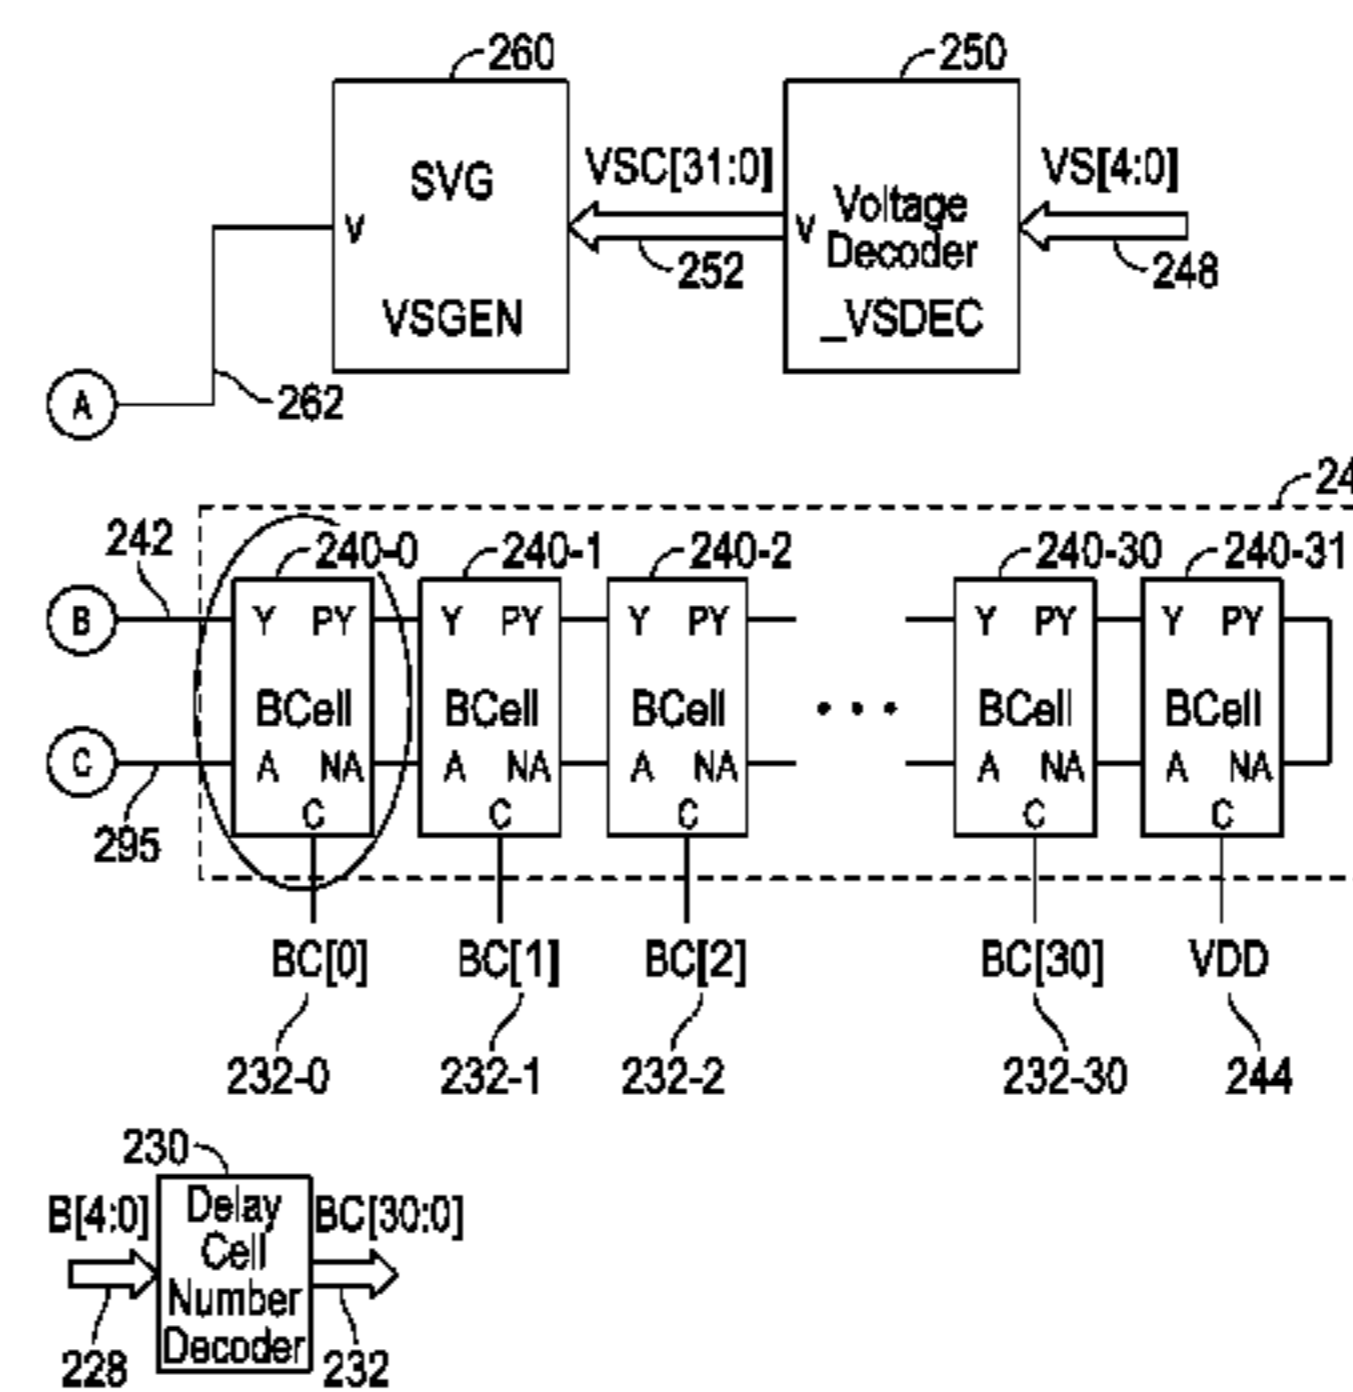 260
250
SVG
VSGEN
V
VSC[31:0]
252
V
Voltage
Decoder
_VSDEC
VS[4:0]
248
A
262
24
242
240-0
240-1
240-2
240-30
240-31
B
Y PY
Y PY
Y PY
Y PY
Y PY
BCell
BCell
BCell
• • •
BCell
BCell
C
A NA
A NA
A NA
A NA
A NA
C
C
C
C
C
295
BC[0]
BC[1]
BC[2]
BC[30]
VDD
232-0
232-1
232-2
232-30
244
230
B[4:0]
Delay
Cell
Number
Decoder
BC[30:0]
228
232